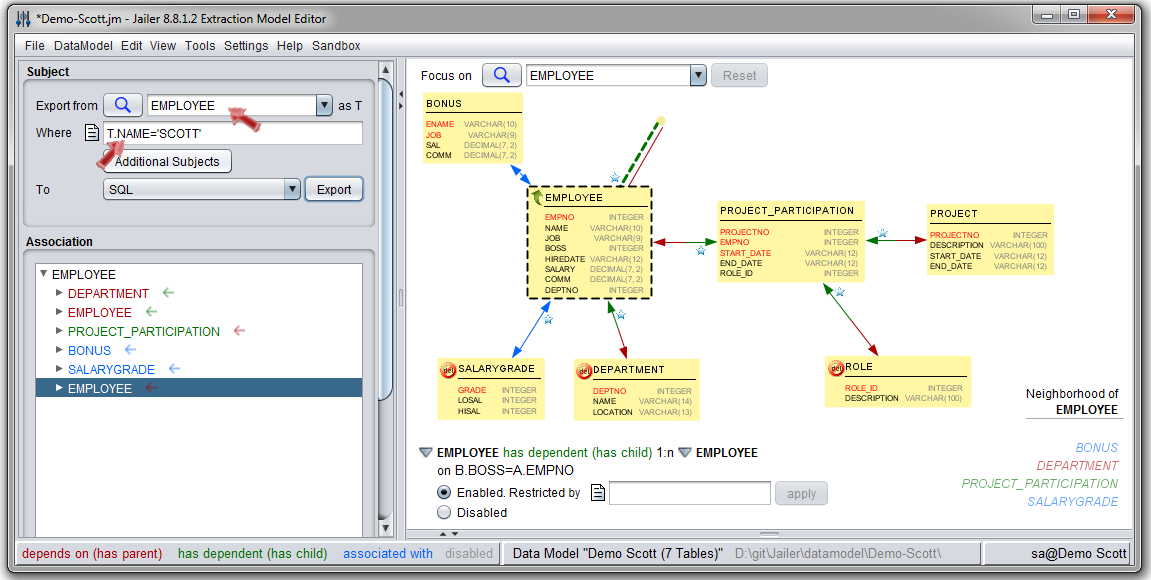 *Demo-Scott.jm - Jailer 8.8.1.2 Extraction Model Editor
File DataModel Edit View Tools Settings Help Sandbox
Subject
Export from EMPLOYEE as T
Where T.NAME='SCOTT'
Additional Subjects
To SQL Export
Association
EMPLOYEE
DEPARTMENT
EMPLOYEE
PROJECT_PARTICIPATION
BONUS
SALARYGRADE
EMPLOYEE
Focus on EMPLOYEE Reset
BONUS
ENAME VARCHAR(10)
JOB VARCHAR(9)
SAL DECIMAL(7, 2)
COMM DECIMAL(7, 2)
EMPLOYEE
EMPNO INTEGER
NAME VARCHAR(10)
JOB VARCHAR(9)
BOSS INTEGER
HIREDATE VARCHAR(12)
SALARY DECIMAL(7, 2)
COMM DECIMAL(7, 2)
DEPTNO INTEGER
PROJECT_PARTICIPATION
PROJECTNO INTEGER
EMPNO INTEGER
START_DATE VARCHAR(12)
END_DATE VARCHAR(12)
ROLE_ID INTEGER
PROJECT
PROJECTNO INTEGER
DESCRIPTION VARCHAR(100)
START_DATE VARCHAR(12)
END_DATE VARCHAR(12)
del SALARYGRADE
GRADE INTEGER
LOSAL INTEGER
HISAL INTEGER
del DEPARTMENT
DEPTNO INTEGER
NAME VARCHAR(14)
LOCATION VARCHAR(13)
del ROLE
ROLE_ID INTEGER
DESCRIPTION VARCHAR(100)
Neighborhood of
EMPLOYEE
BONUS
DEPARTMENT
PROJECT_PARTICIPATION
SALARYGRADE
EMPLOYEE has dependent (has child) 1:n EMPLOYEE
on B.BOSS=A.EMPNO
Enabled. Restricted by apply
Disabled
depends on (has parent) has dependent (has child) associated with disabled Data Model "Demo Scott (7 Tables)" D:\git\Jailer\datamodel\Demo-Scott\ sa@Demo Scott